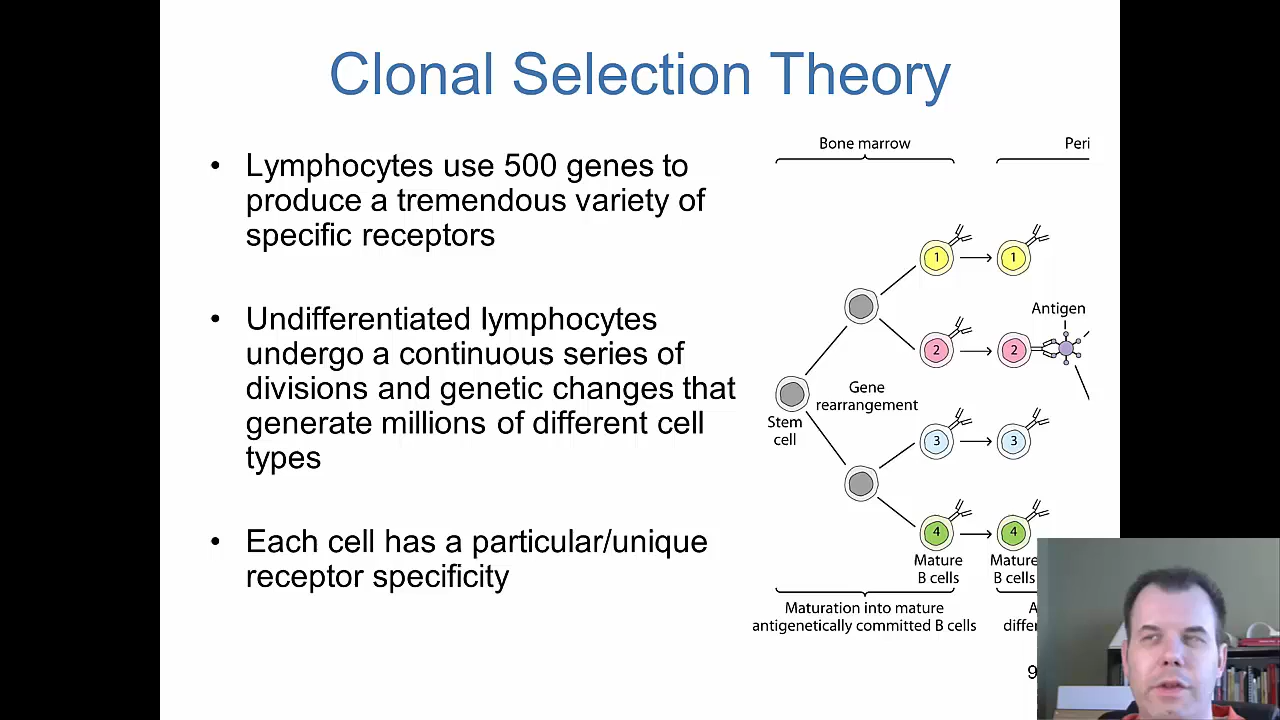 Clonal Selection Theory
• Lymphocytes use 500 genes to
produce a tremendous variety of
specific receptors
• Undifferentiated lymphocytes
undergo a continuous series of
divisions and genetic changes that
generate millions of different cell
types
• Each cell has a particular/unique
receptor specificity
Bone marrow
Peri
1
1
Antigen
2
2
Gene
rearrangement
Stem
cell
3
3
4
4
Mature
B cells
Mature
B cells
Maturation into mature
antigenetically committed B cells
A
differ
9